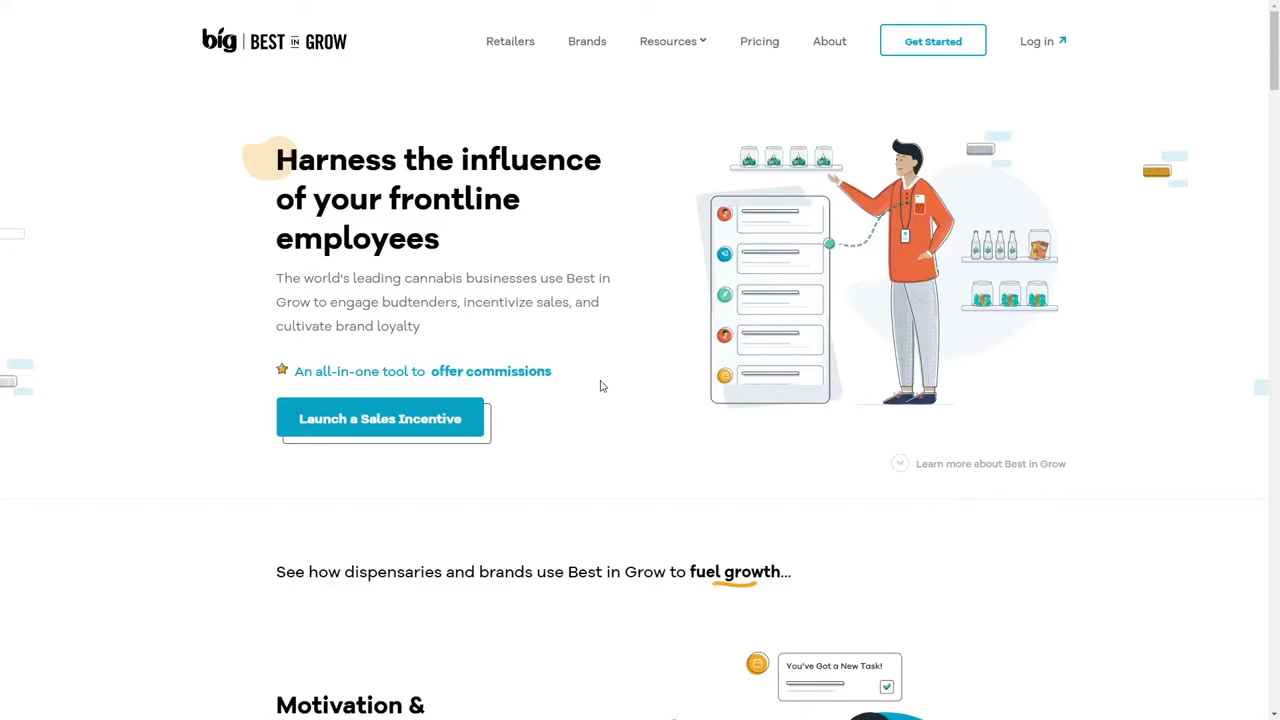 big | BEST IN GROW
Retailers
Brands
Resources
Pricing
About
Get Started
Log in
Harness the influence
of your frontline
employees
The world's leading cannabis businesses use Best in
Grow to engage budtenders, incentivize sales, and
cultivate brand loyalty
An all-in-one tool to offer commissions
Launch a Sales Incentive
Learn more about Best in Grow
See how dispensaries and brands use Best in Grow to fuel growth...
You've Got a New Task!
Motivation &